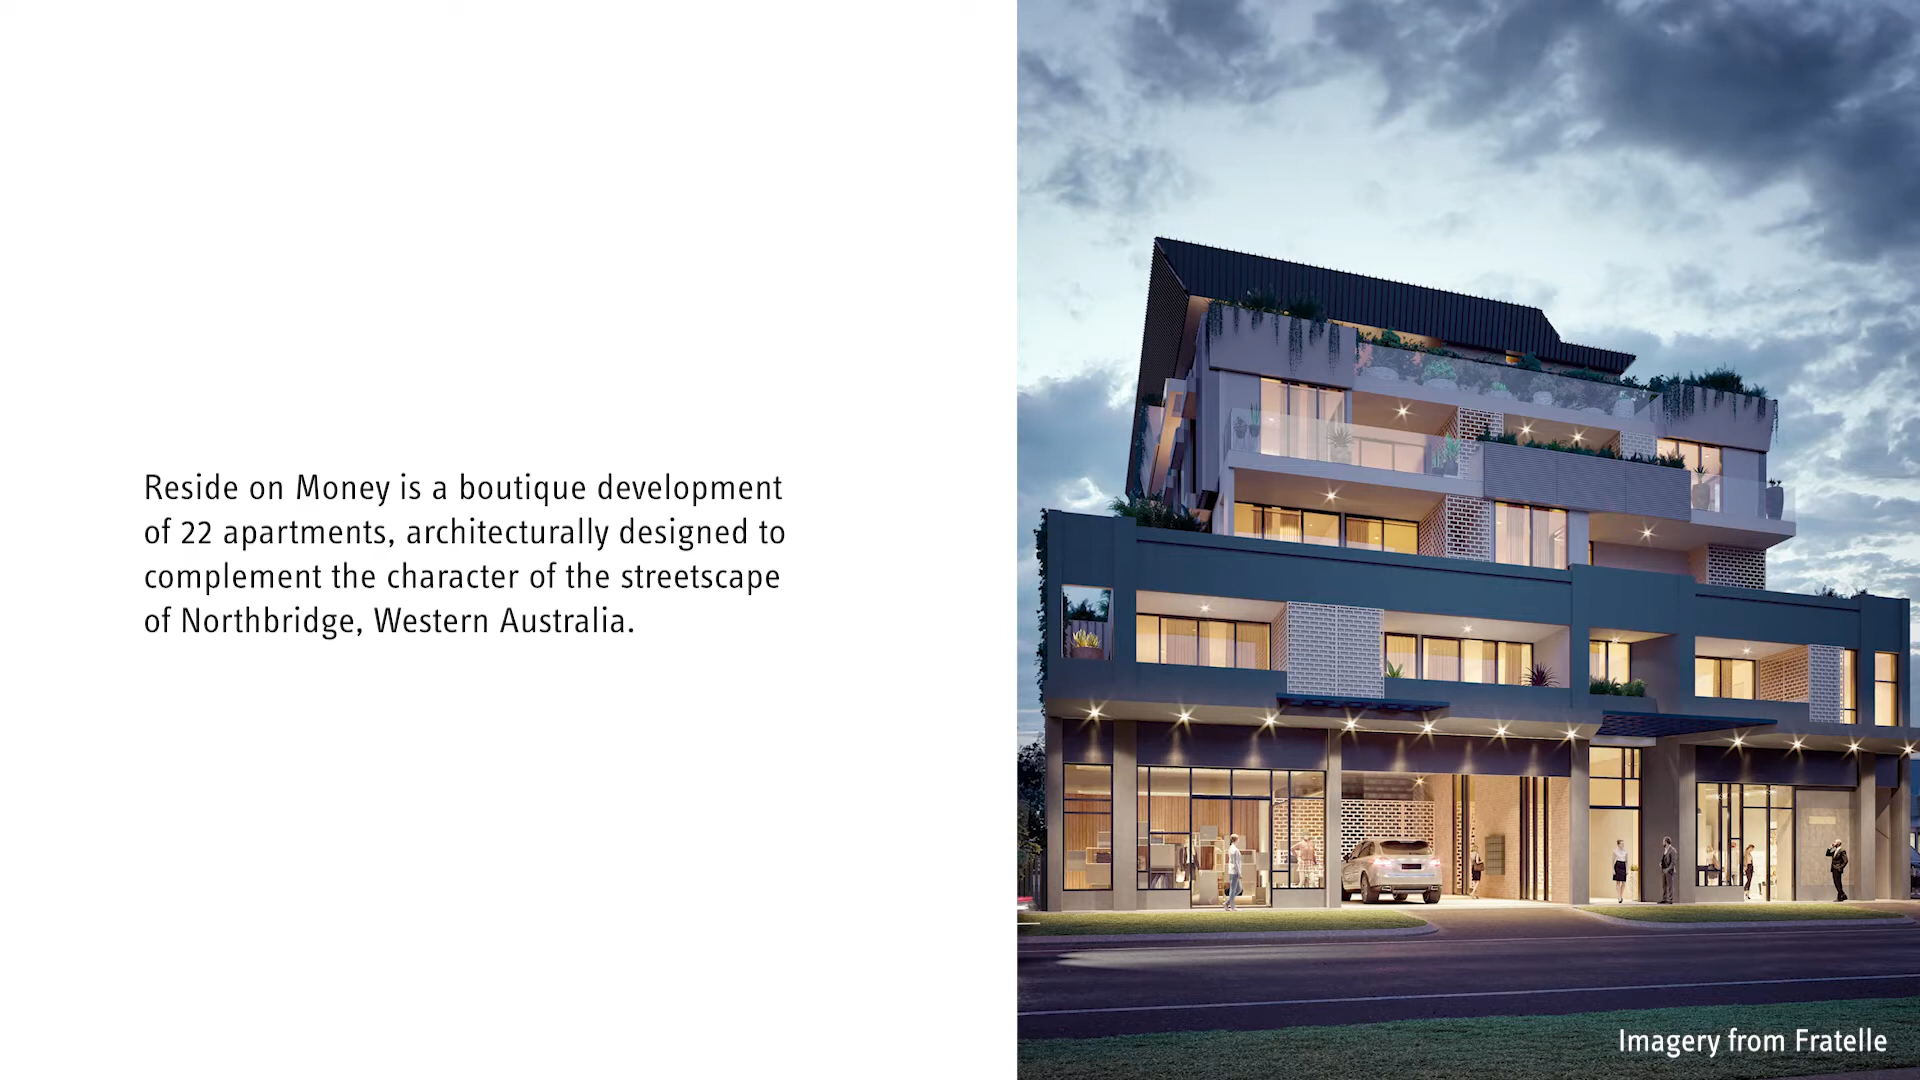 Reside on Money is a boutique development
of 22 apartments, architecturally designed to
complement the character of the streetscape
of Northbridge, Western Australia.
Imagery from Fratelle